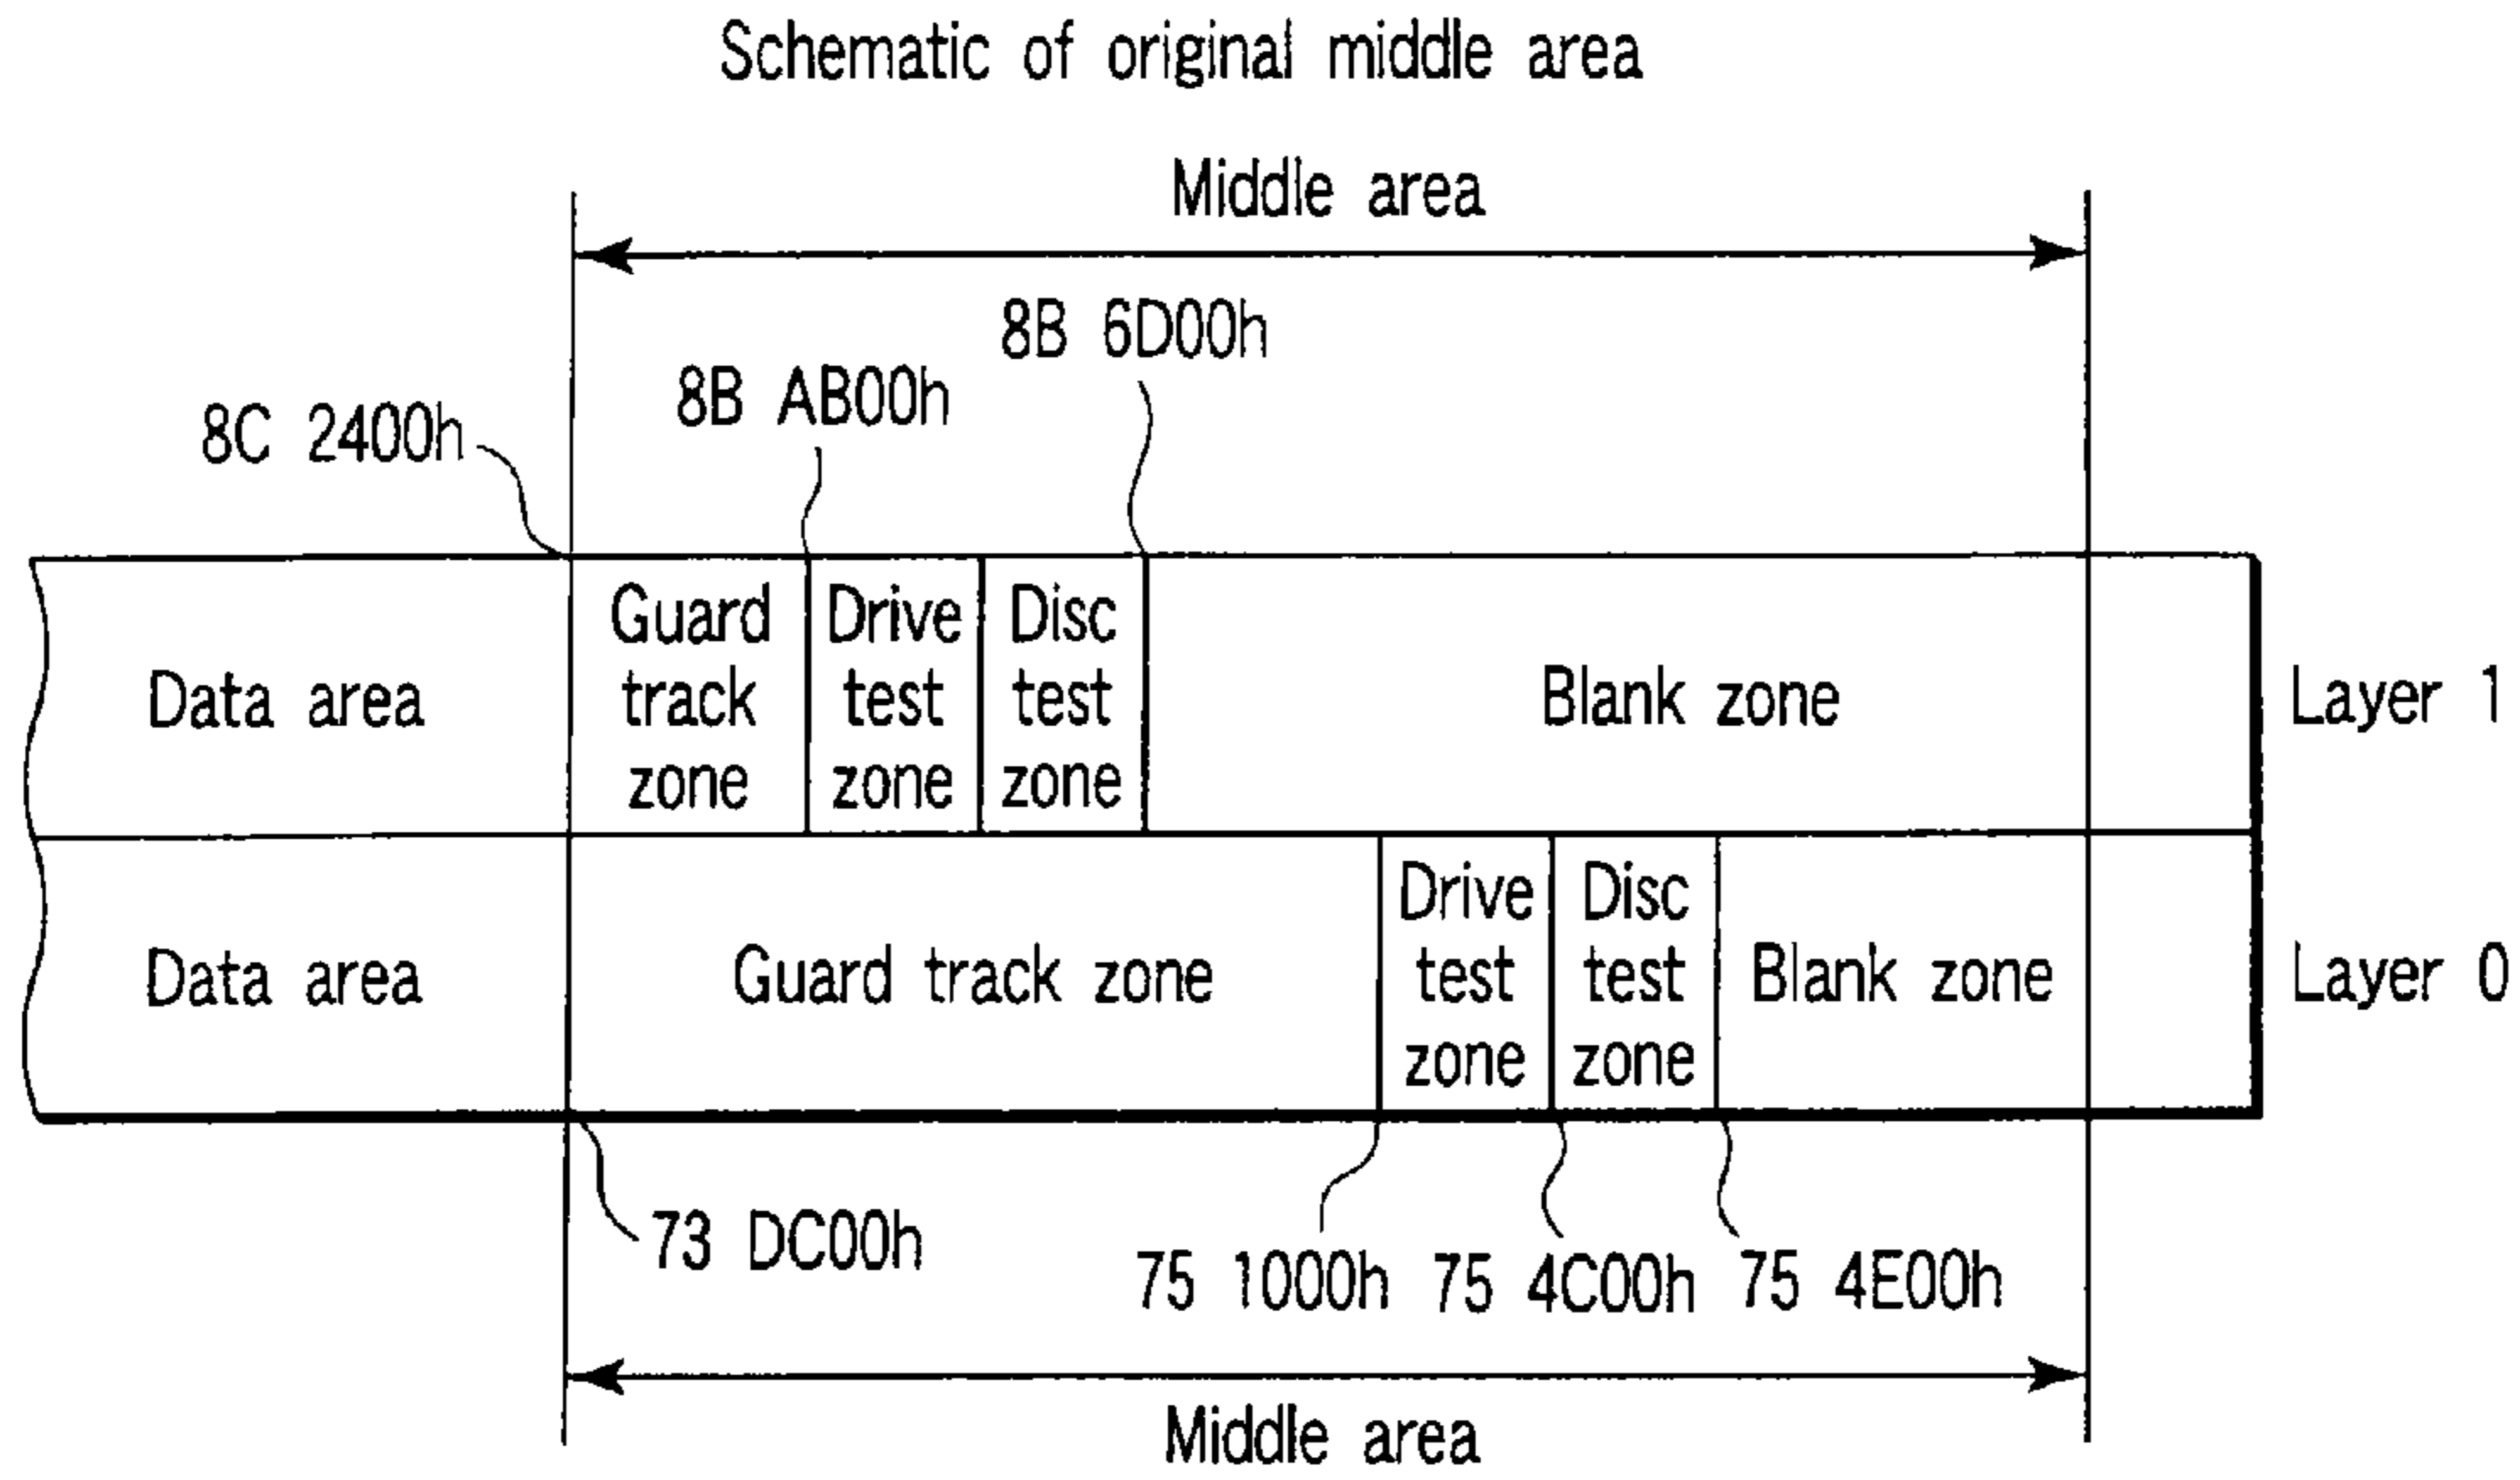 Schematic of original middle area
Middle area
8B 6D00h
8B AB00h
8C 2400h
Data area
Guard
track
zone
Drive
test
zone
Disc
test
zone
Blank zone
Layer 1
Data area
Guard track zone
Drive
test
zone
Disc
test
zone
Blank zone
Layer 0
73 DC00h
75 1000h
75 4C00h
75 4E00h
Middle area